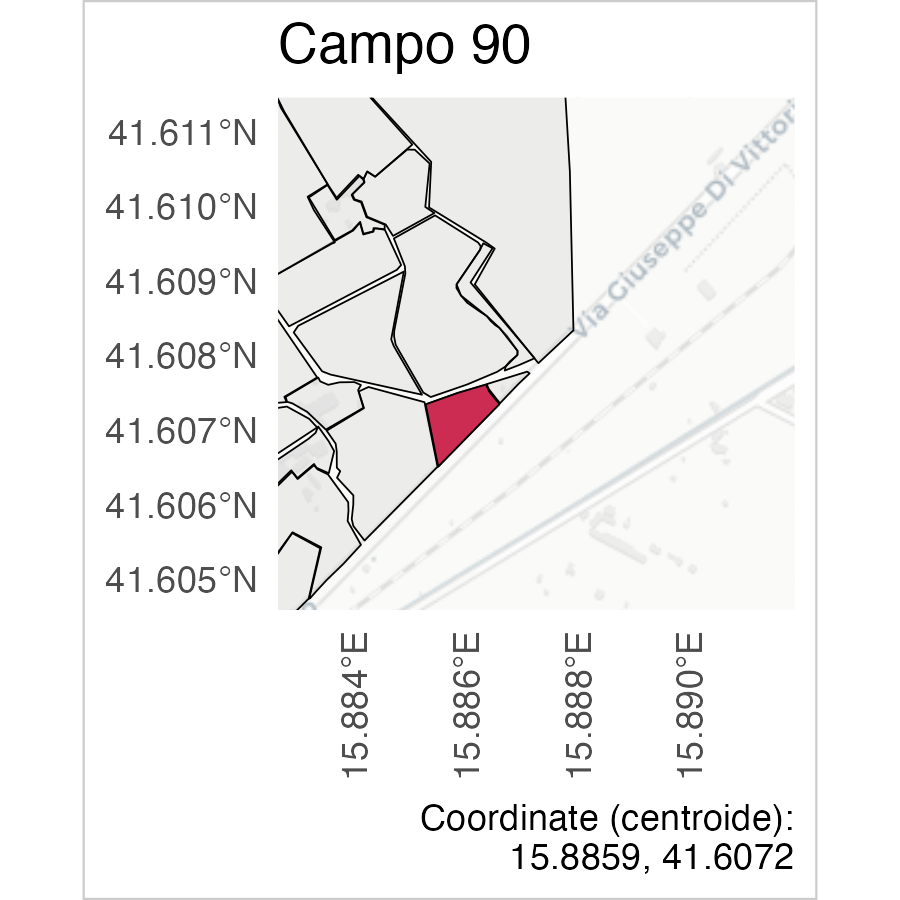 Campo 90
41.611°N
41.610°N
41.609°N
41.608°N
41.607°N
41.606°N
41.605°N
Via Giuseppe Di Vittori
15.884°E
15.886°E
15.888°E
15.890°E
Coordinate (centroide):
15.8859, 41.6072